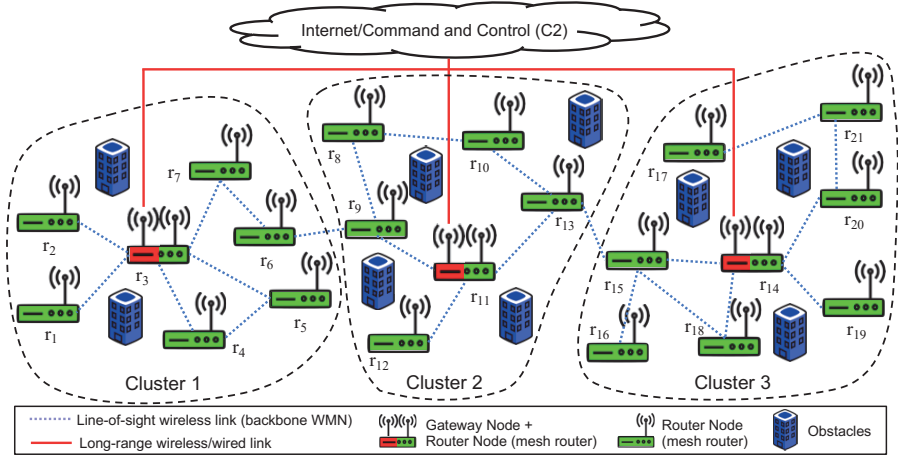 Internet/Command and Control (C2)
r8
r10
r17
r21
r7
r9
r13
r20
r2
r3
r6
r11
r15
r14
r1
r4
r5
r12
r16
r18
r19
Cluster 1
Cluster 2
Cluster 3
Line-of-sight wireless link (backbone WMN)
Long-range wireless/wired link
Gateway Node +
Router Node (mesh router)
Router Node
(mesh router)
Obstacles